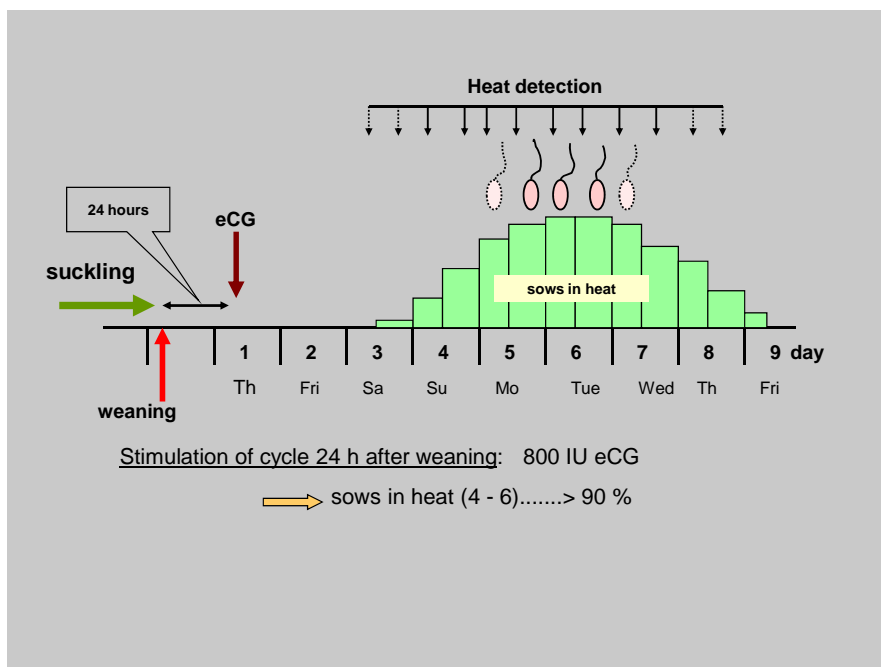 Heat detection
24 hours
eCG
suckling
sows in heat
1 2 3 4 5 6 7 8 9 day
Th Fri Sa Su Mo Tue Wed Th Fri
weaning
Stimulation of cycle 24 h after weaning: 800 IU eCG
sows in heat (4 - 6).......> 90 %